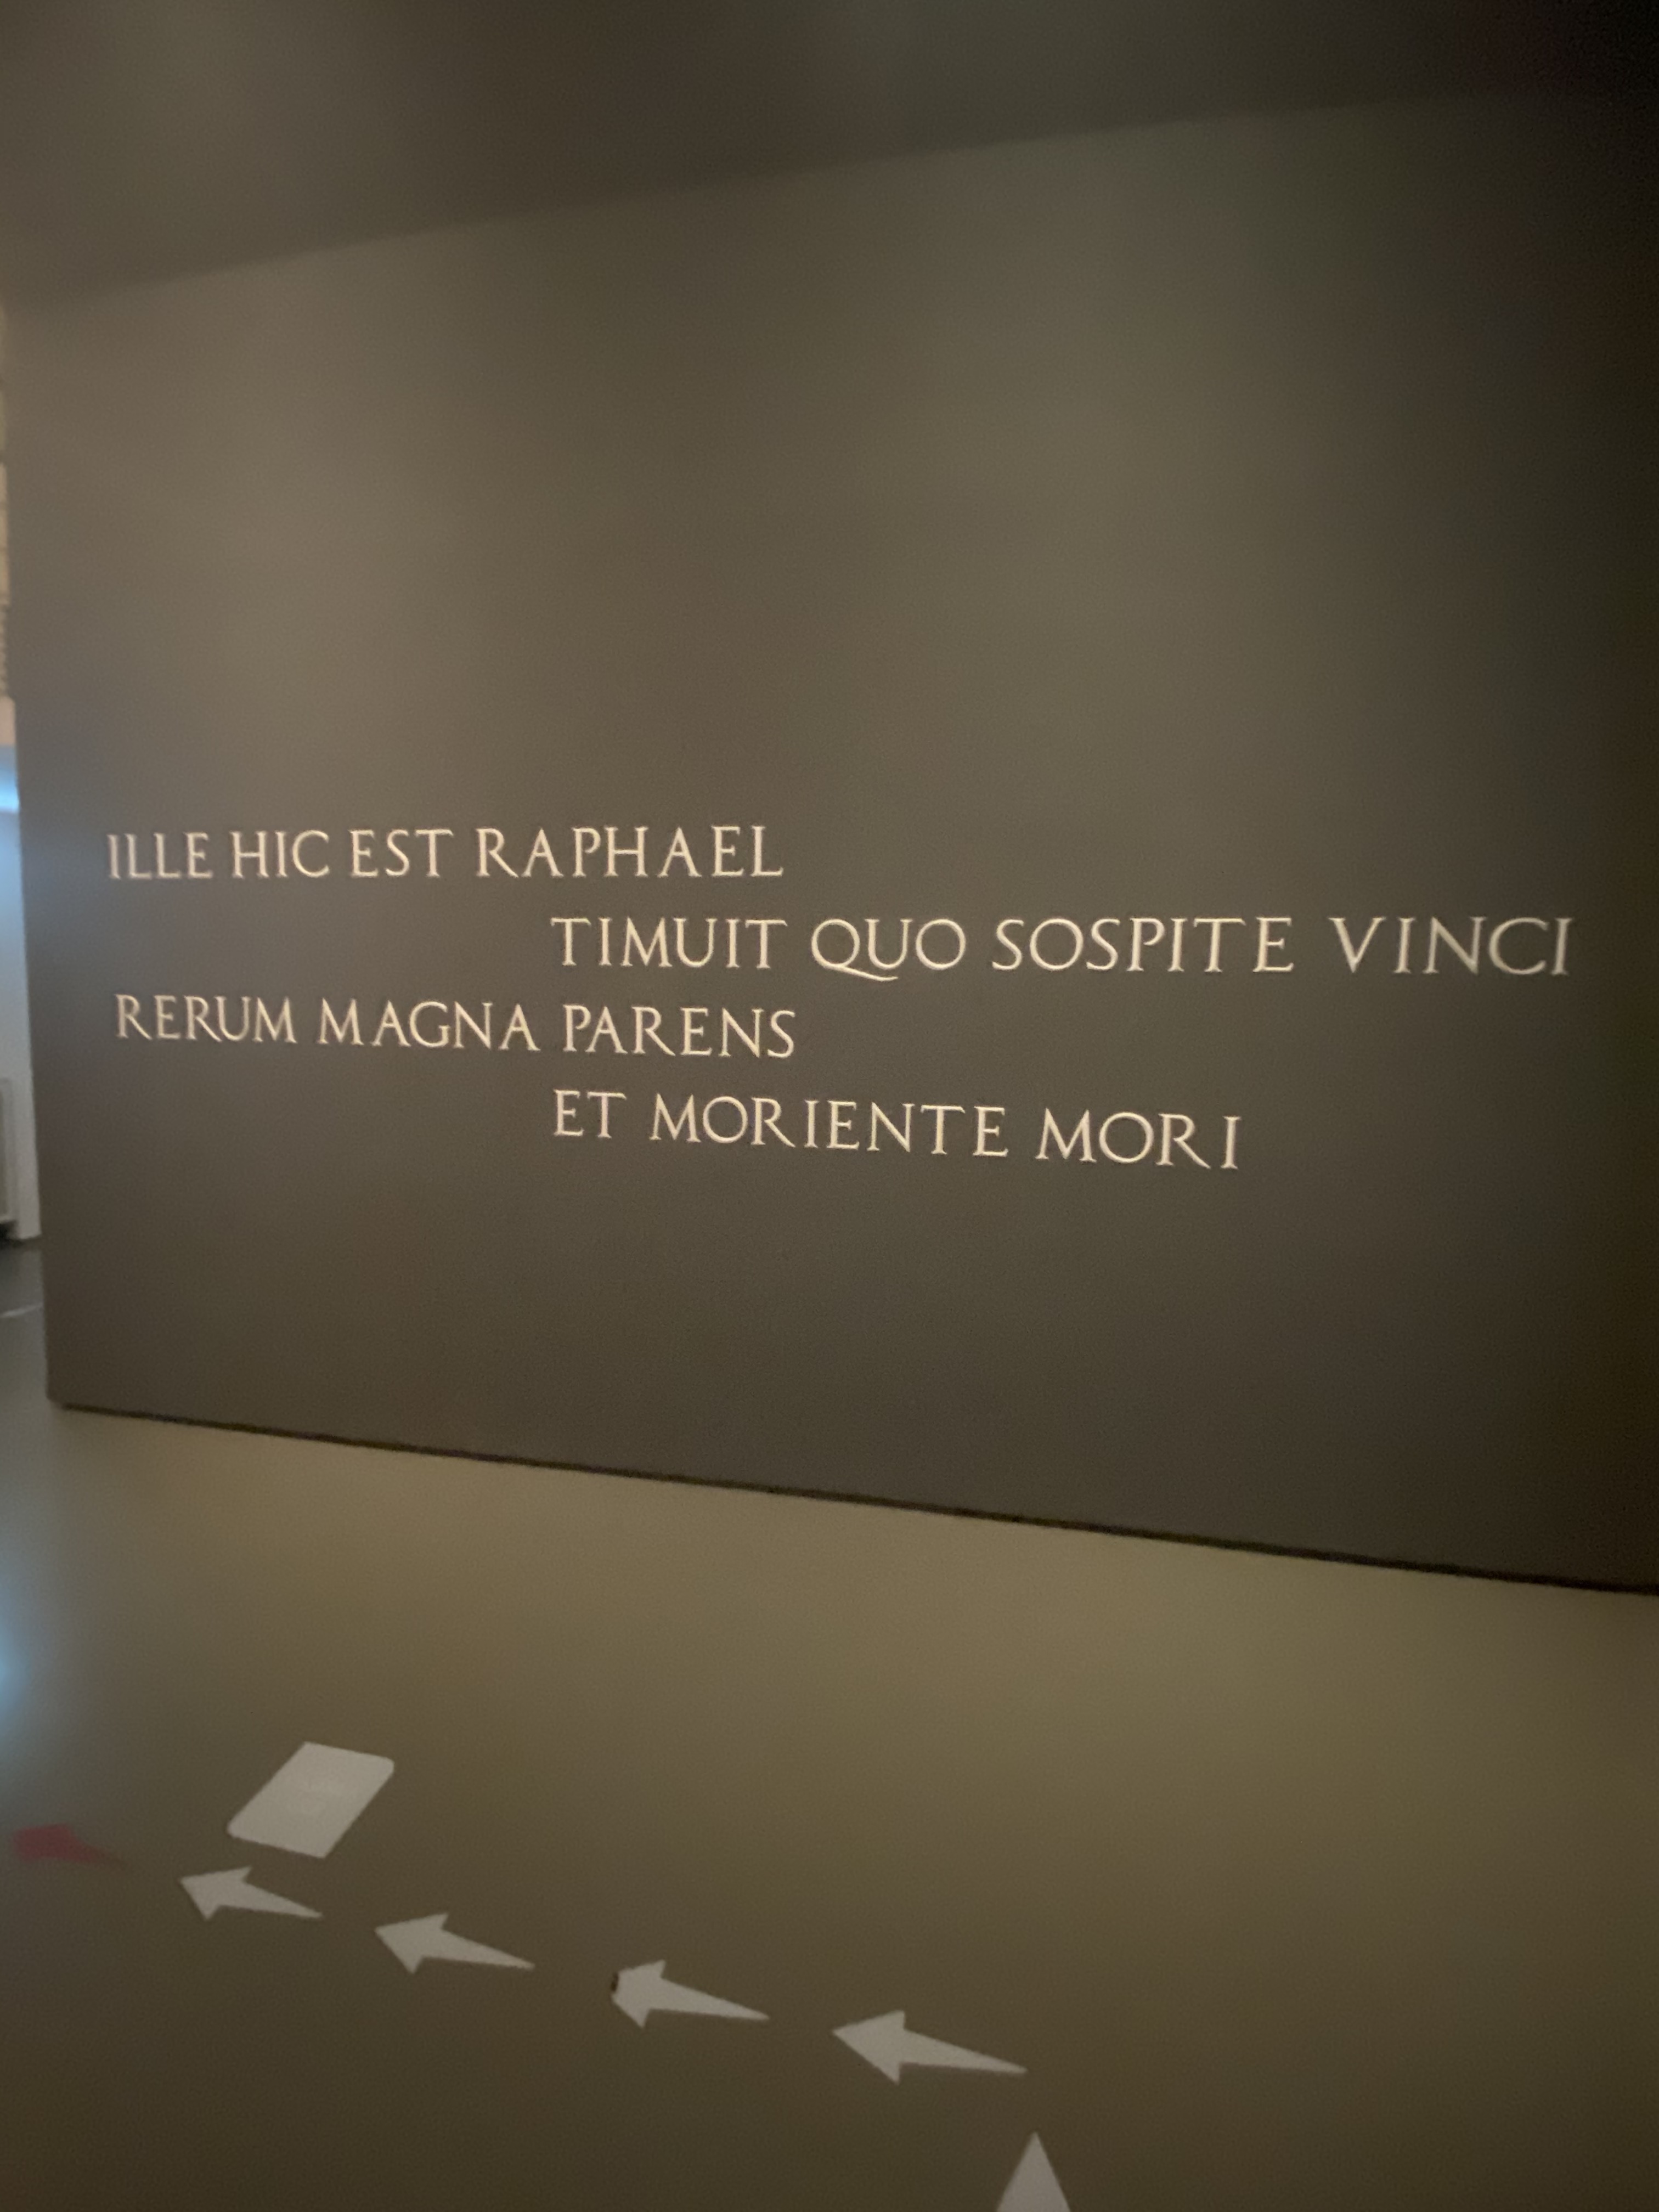 ILLE HIC EST RAPHAEL
TIMUIT QUO SOSPITE VINCI
RERUM MAGNA PARENS
ET MORIENTE MORI